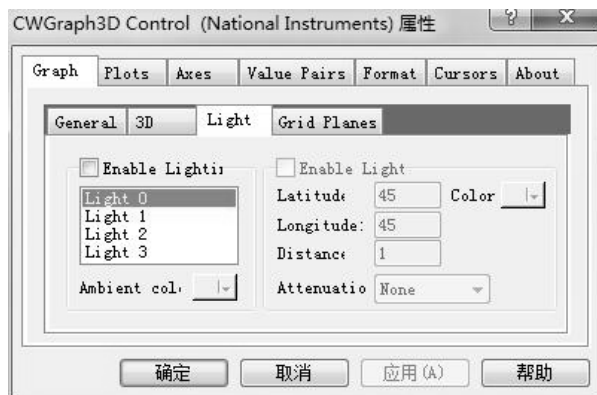 CWGraph3D Control (National Instruments) 属性
Graph Plots Axes Value Pairs Format Cursors About
General 3D Light Grid Planes
Enable Lightin
Light 0
Light 1
Light 2
Light 3
Ambient col
Enable Light
Latitude 45 Color
Longitude: 45
Distance 1
Attenuatio None
确定 取消 应用(A) 帮助